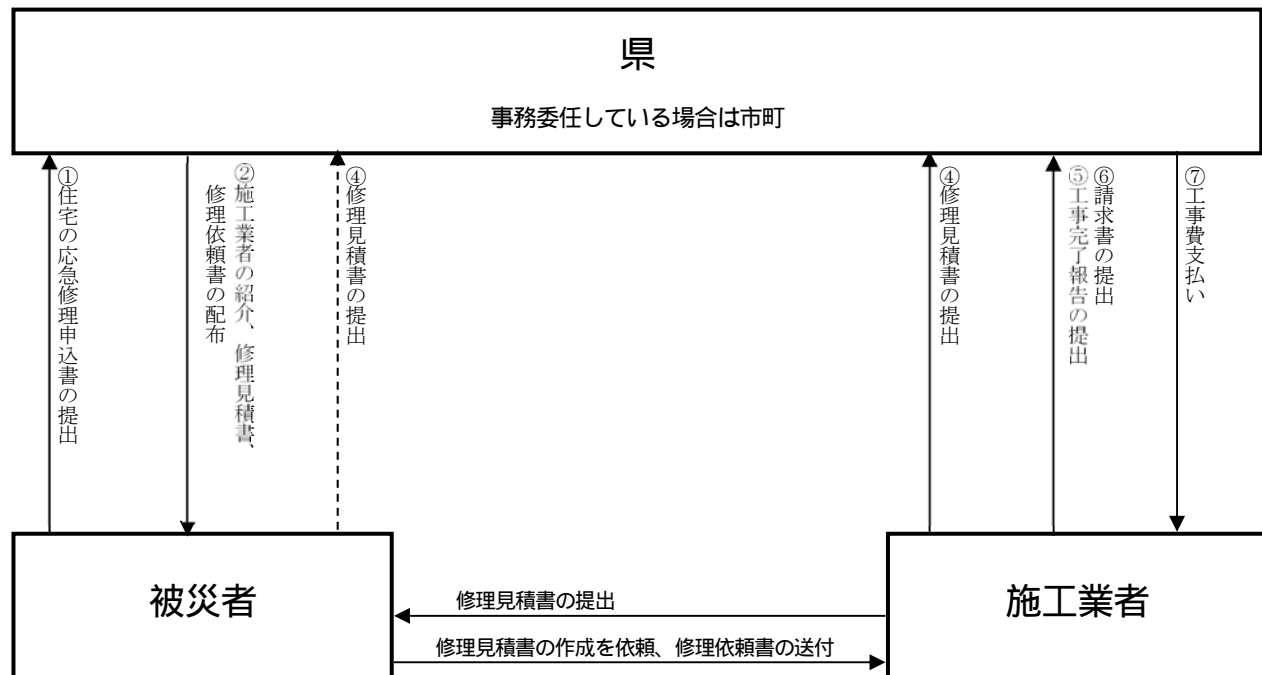 県
事務委任している場合は市町
①住宅の応急修理申込書の提出
②施工業者の紹介、修理見積書、
修理依頼書の配布
④修理見積書の提出
④修理見積書の提出
⑥請求書の提出
⑤工事完了報告の提出
⑦工事費支払い
被災者
修理見積書の提出
修理見積書の作成を依頼、修理依頼書の送付
施工業者